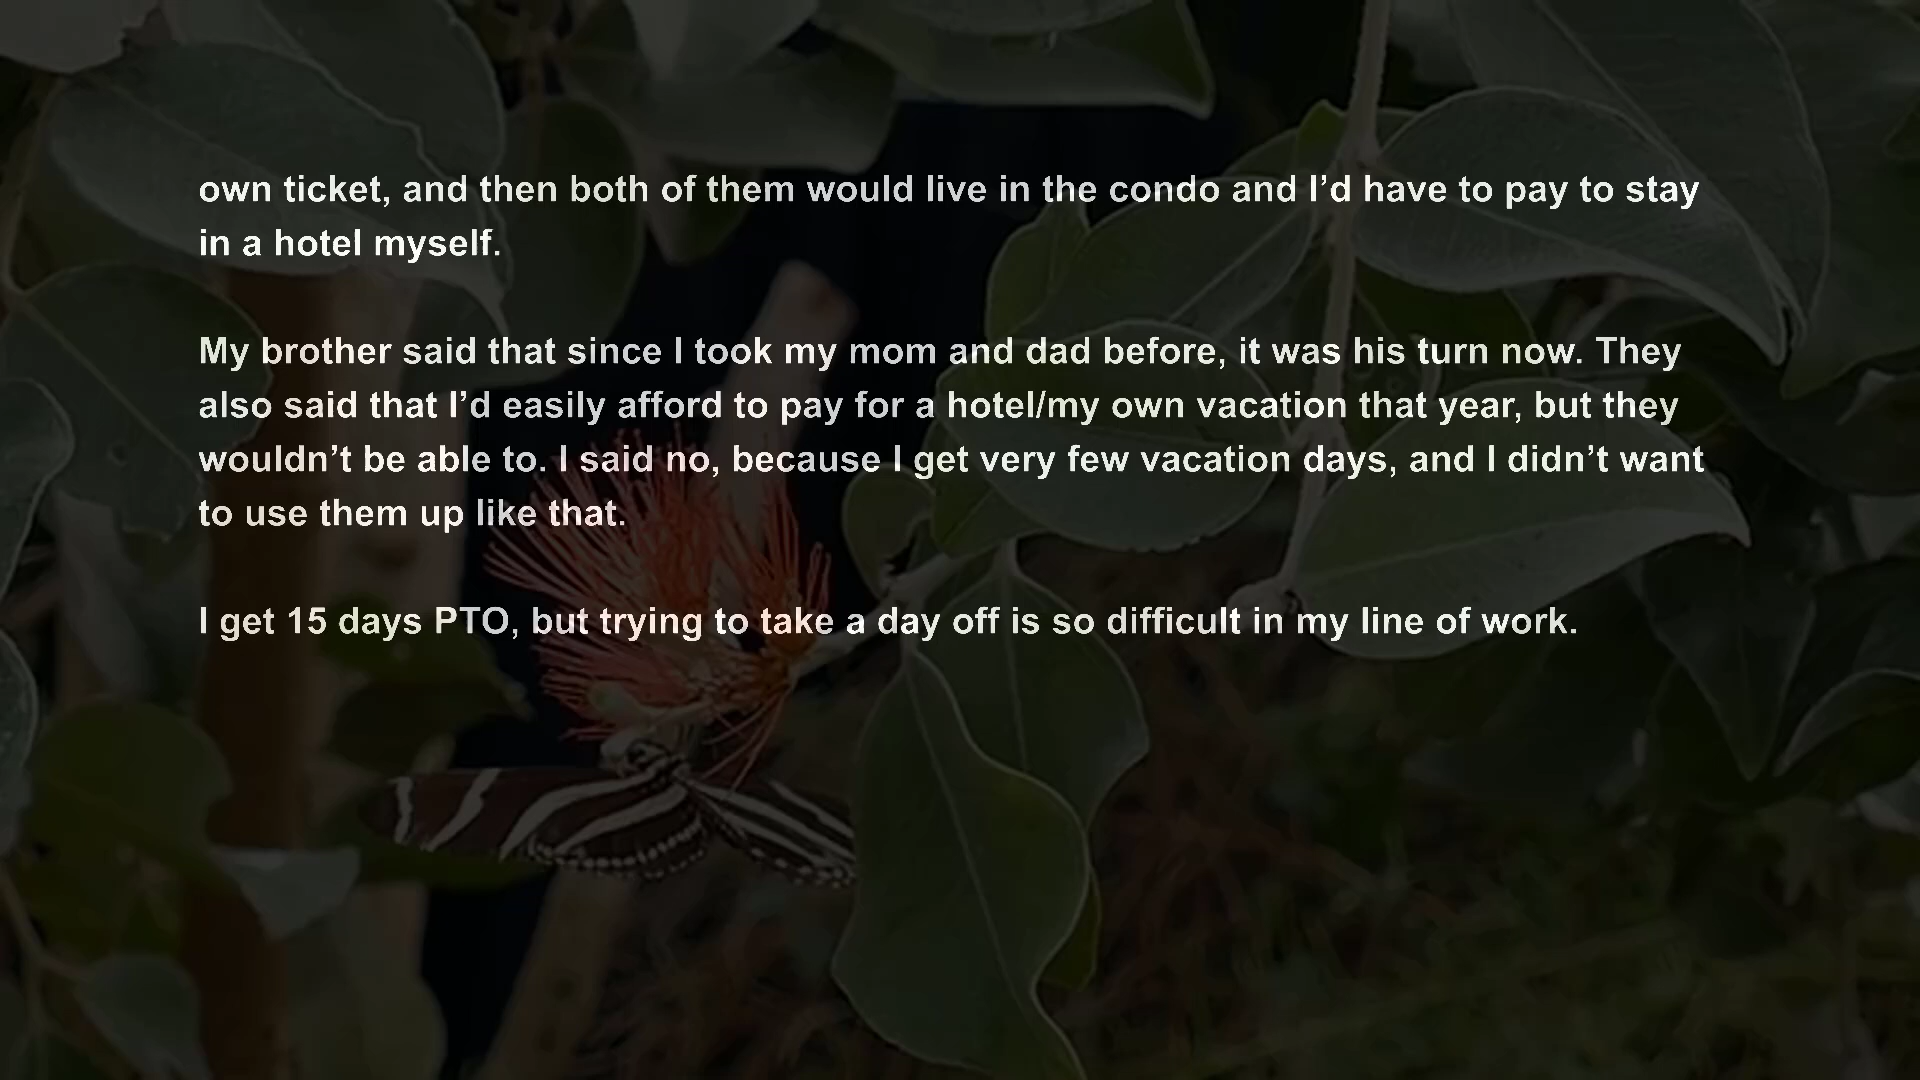 own ticket, and then both of them would live in the condo and I’d have to pay to stay
in a hotel myself.
My brother said that since I took my mom and dad before, it was his turn now. They
also said that I’d easily afford to pay for a hotel/my own vacation that year, but they
wouldn’t be able to. I said no, because I get very few vacation days, and I didn’t want
to use them up like that.
I get 15 days PTO, but trying to take a day off is so difficult in my line of work.